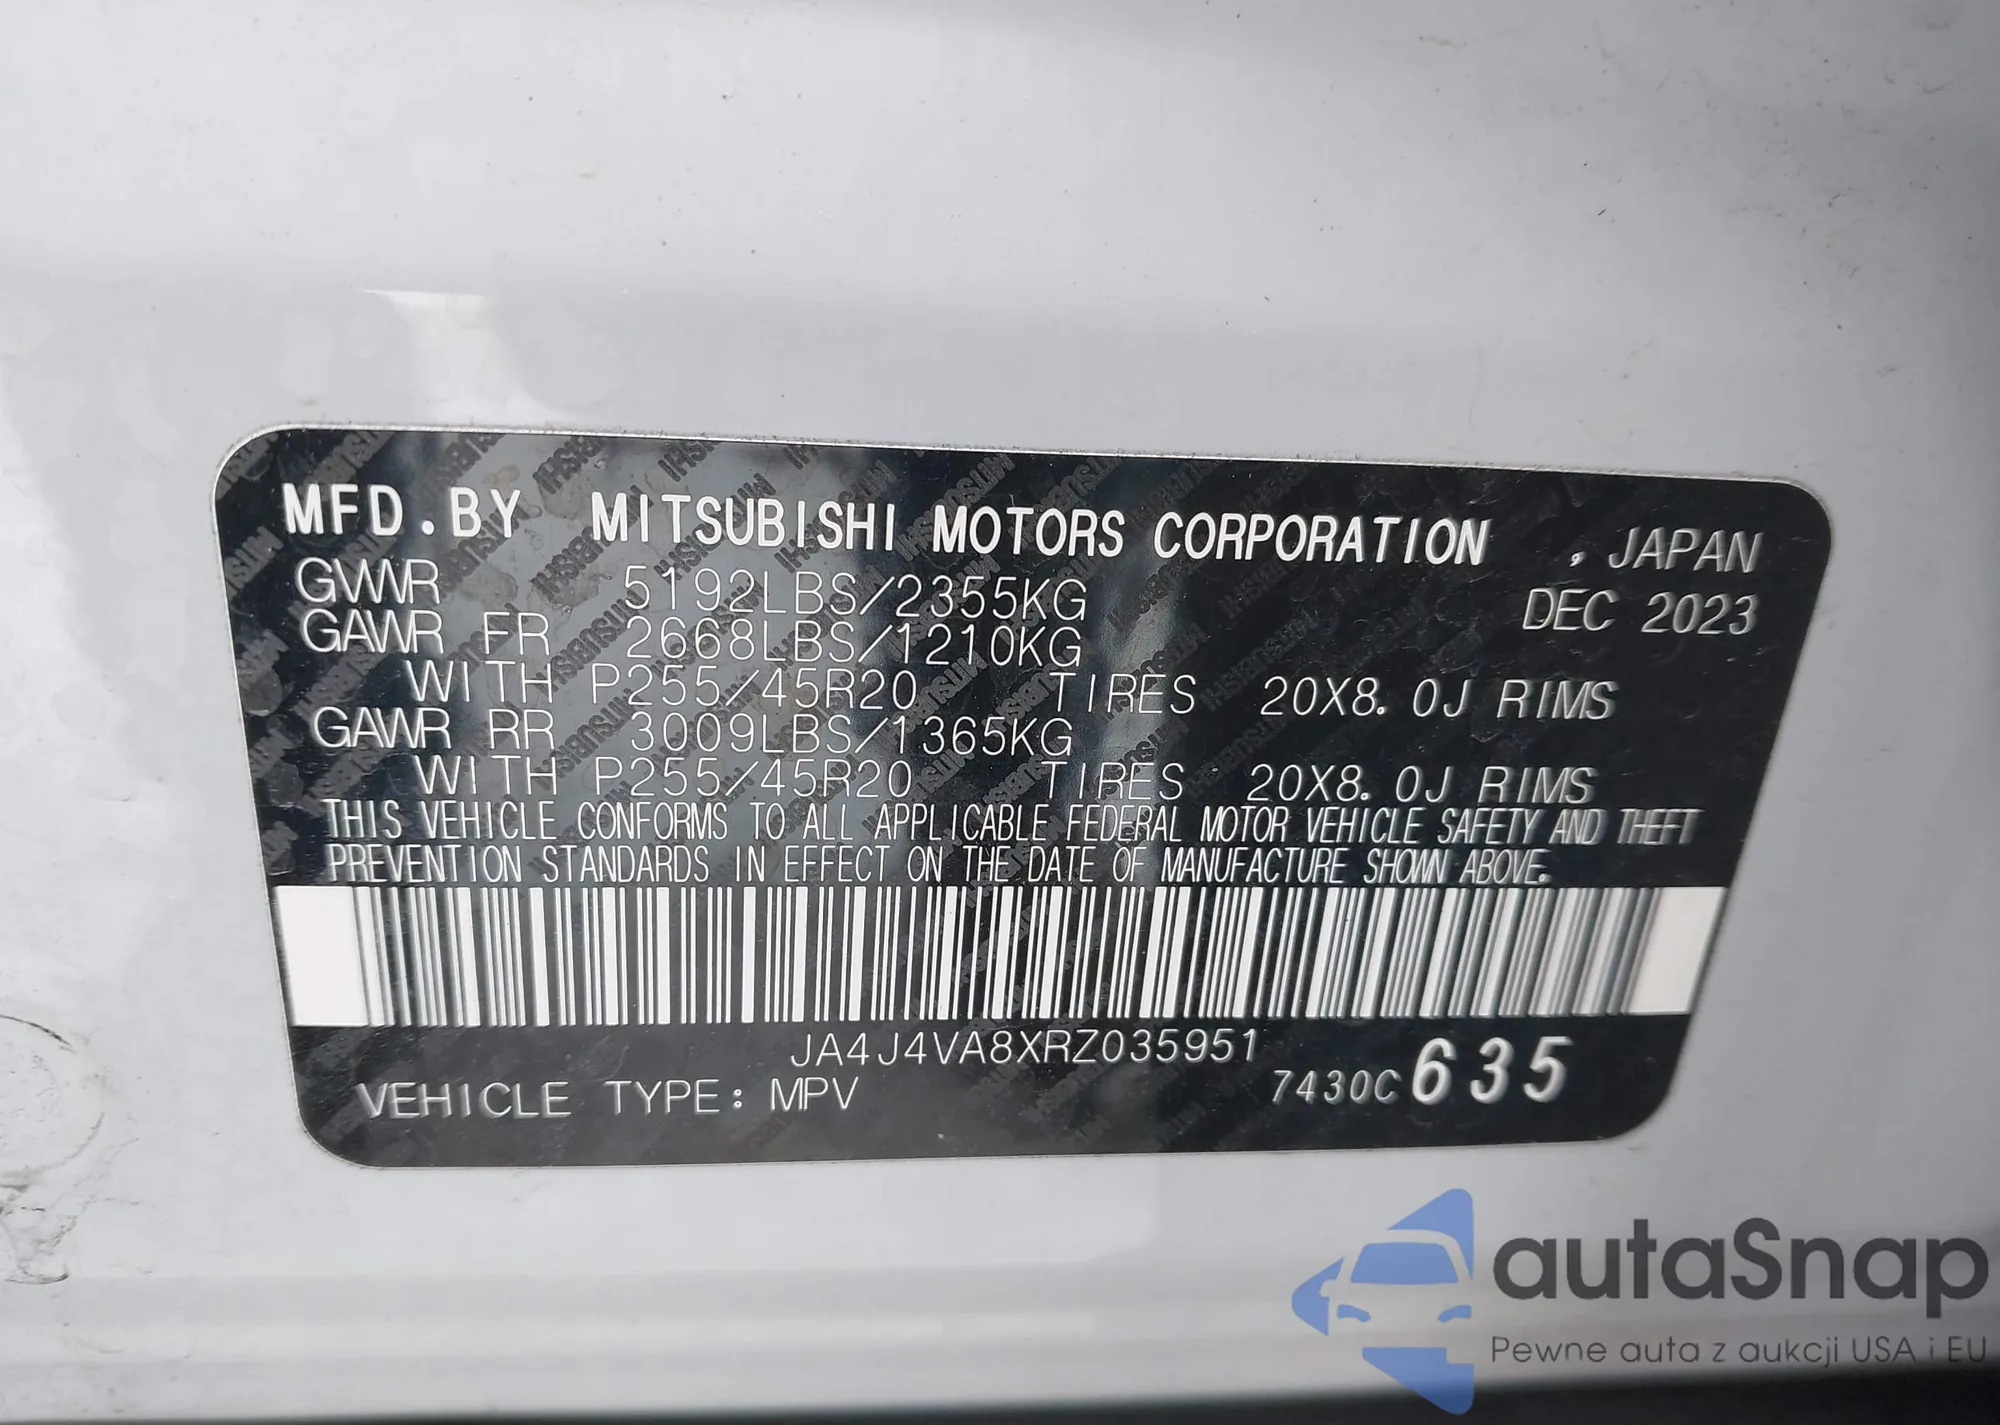 MFD.BY MITSUBISHI MOTORS CORPORATION , JAPAN
GVWR 5192LBS/2355KG DEC 2023
GAWR FR 2668LBS/1210KG
WITH P255/45R20 TIRES 20X8.0J RIMS
GAWR RR 3009LBS/1365KG
WITH P255/45R20 TIRES 20X8.0J RIMS
THIS VEHICLE CONFORMS TO ALL APPLICABLE FEDERAL MOTOR VEHICLE SAFETY AND THEFT
PREVENTION STANDARDS IN EFFECT ON THE DATE OF MANUFACTURE SHOWN ABOVE.
JA4J4VA8XRZ035951
VEHICLE TYPE: MPV 7430C635
autaSnap
Pewne auta z aukcji USA i EU